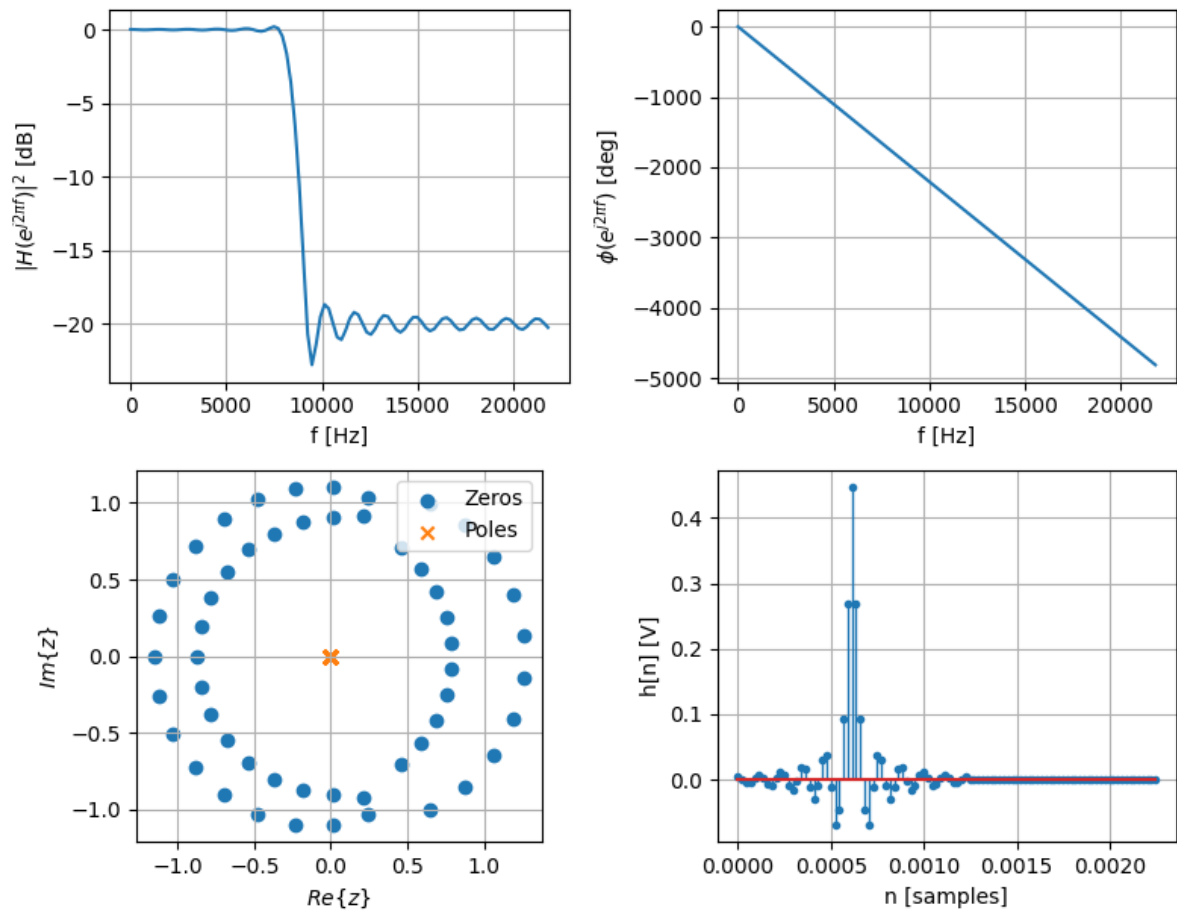 0
−5
−10
−15
−20
|H(e^{j2πf})|² [dB]
0 5000 10000 15000 20000
f [Hz]
0
−1000
−2000
−3000
−4000
−5000
ϕ(e^{j2πf}) [deg]
0 5000 10000 15000 20000
f [Hz]
1.0
0.5
0.0
−0.5
−1.0
Im{z}
Zeros
Poles
−1.0 −0.5 0.0 0.5 1.0
Re{z}
0.4
0.3
0.2
0.1
0.0
h[n] [V]
0.0000 0.0005 0.0010 0.0015 0.0020
n [samples]